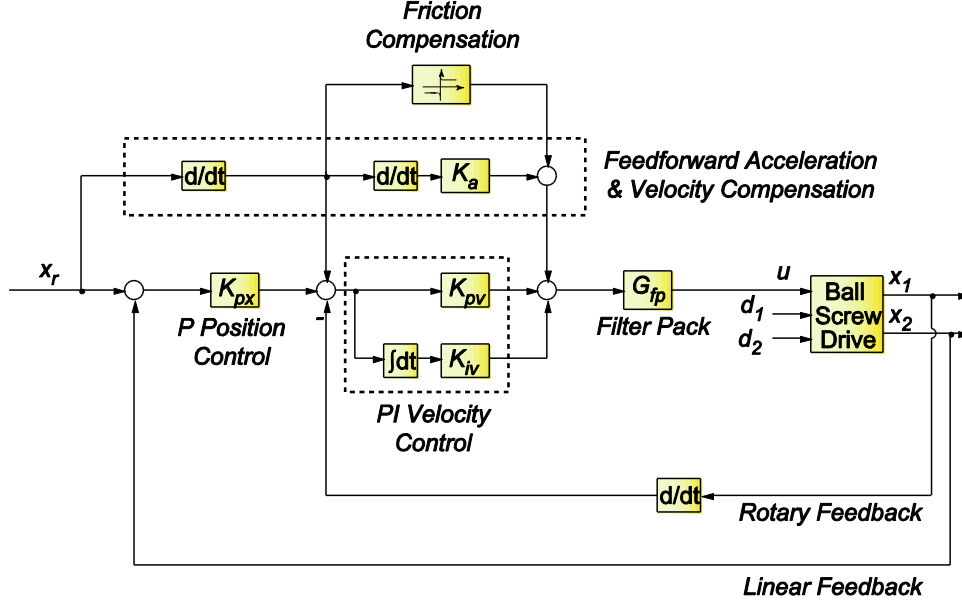 Friction
Compensation
d/dt
d/dt
Ka
Feedforward Acceleration
& Velocity Compensation
xr
Kpx
P Position
Control
-
Kpv
∫dt
Kiv
PI Velocity
Control
Gfp
Filter Pack
u
d1
d2
Ball
Screw
Drive
x1
x2
d/dt
Rotary Feedback
Linear Feedback